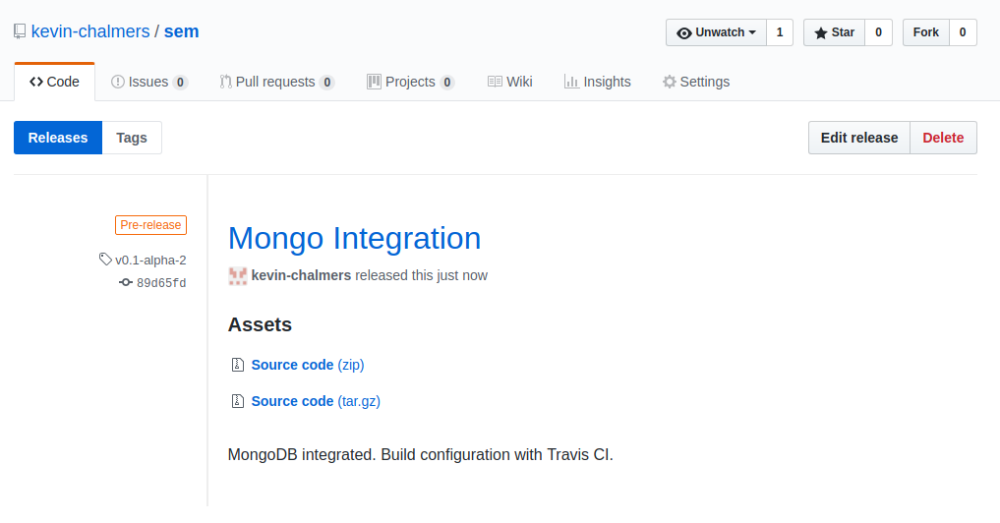 kevin-chalmers / sem
Unwatch 1 Star 0 Fork 0
Code Issues 0 Pull requests 0 Projects 0 Wiki Insights Settings
Releases Tags Edit release Delete
Pre-release
v0.1-alpha-2
89d65fd
Mongo Integration
kevin-chalmers released this just now
Assets
Source code (zip)
Source code (tar.gz)
MongoDB integrated. Build configuration with Travis CI.